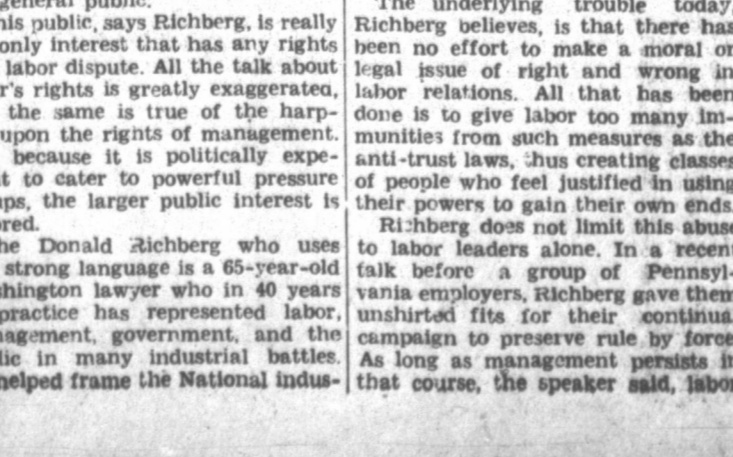 general public.
his public, says Richberg, is really
only interest that has any rights
labor dispute. All the talk about
r's rights is greatly exaggerated,
the same is true of the harp-
upon the rights of management.
because it is politically expe-
t to cater to powerful pressure
ups, the larger public interest is
ored.
he Donald Richberg who uses
strong language is a 65-year-old
shington lawyer who in 40 years
practice has represented labor,
nagement, government, and the
lic in many industrial battles.
helped frame the National Indus-
The underlying trouble today,
Richberg believes, is that there has
been no effort to make a moral or
legal issue of right and wrong in
labor relations. All that has been
done is to give labor too many im-
munities from such measures as the
anti-trust laws, thus creating classes
of people who feel justified in using
their powers to gain their own ends.
Richberg does not limit this abuse
to labor leaders alone. In a recent
talk before a group of Pennsyl-
vania employers, Richberg gave them
unshirted fits for their continual
campaign to preserve rule by force.
As long as management persists in
that course, the speaker said, labor